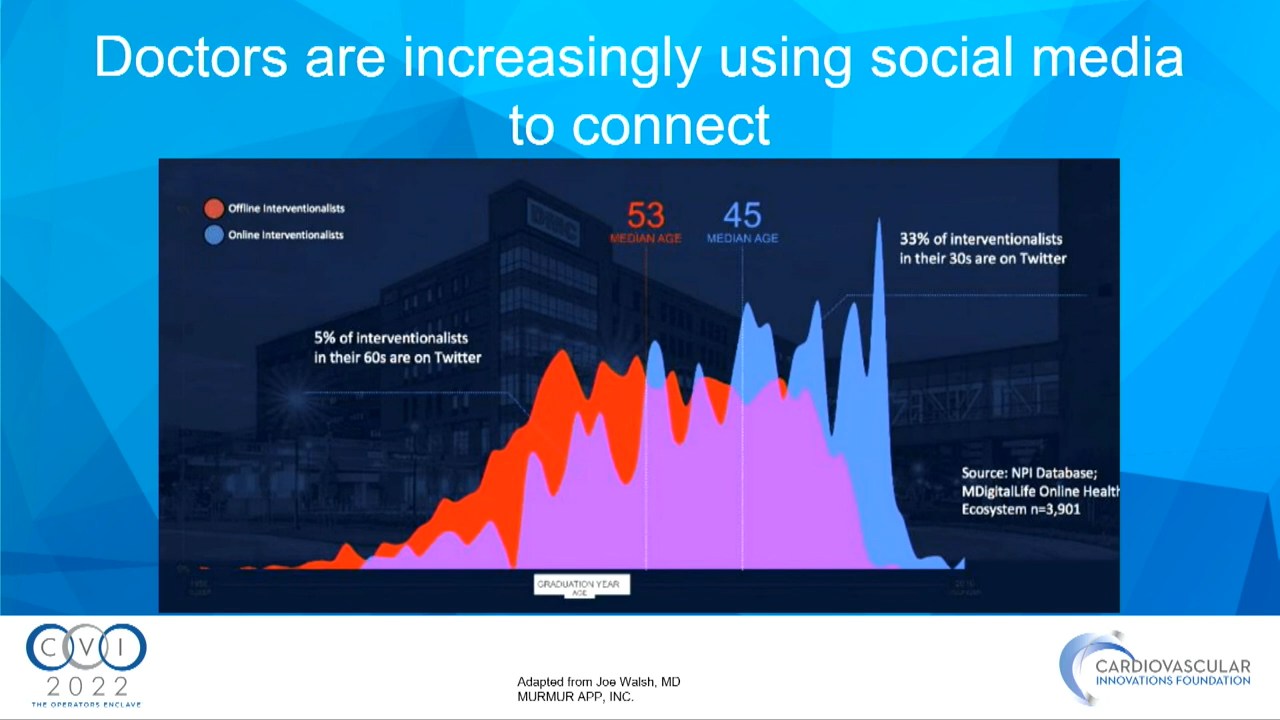 Doctors are increasingly using social media
to connect
Offline Interventionalists
Online Interventionalists
53
MEDIAN AGE
45
MEDIAN AGE
33% of interventionalists
in their 30s are on Twitter
5% of interventionalists
in their 60s are on Twitter
Source: NPI Database;
MDigitalLife Online Health
Ecosystem n=3,901
GRADUATION YEAR
AGE
CVI
2022
THE OPERATORS ENCLAVE
Adapted from Joe Walsh, MD
MURMUR APP, INC.
CARDIOVASCULAR
INNOVATIONS FOUNDATION